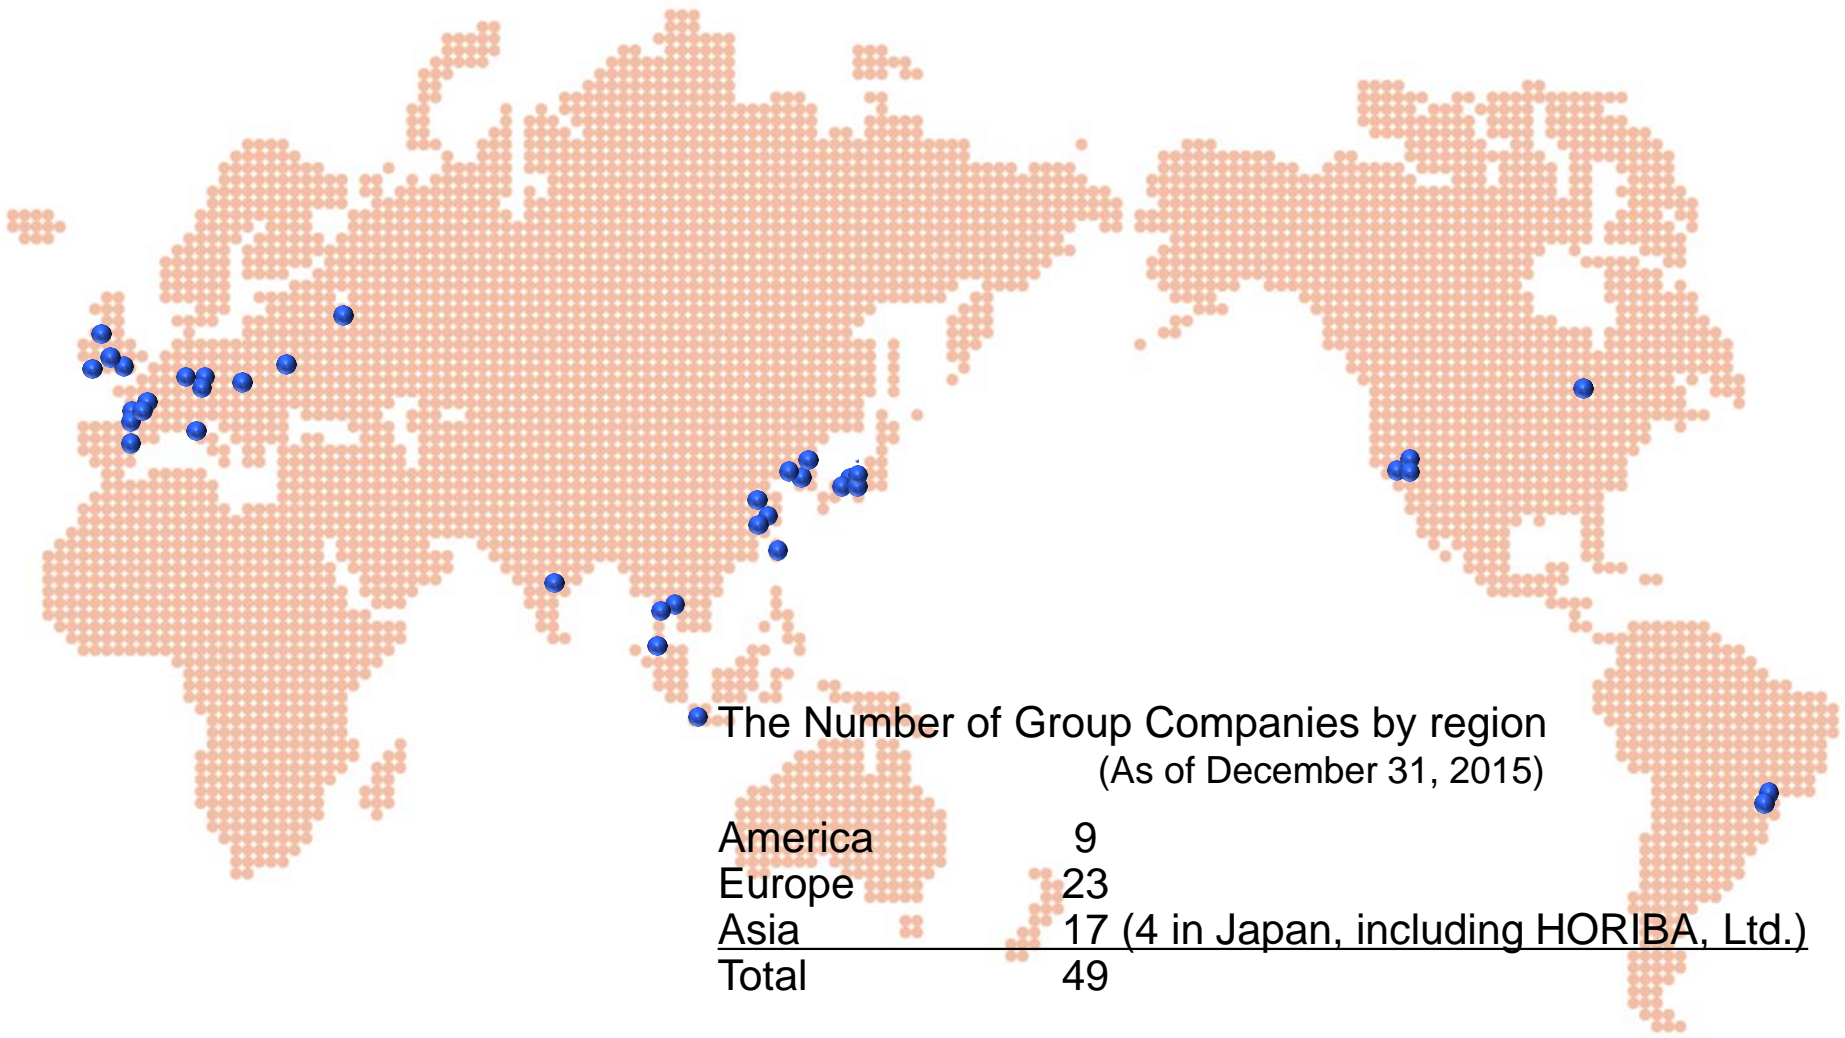 The Number of Group Companies by region
(As of December 31, 2015)
America 9
Europe 23
Asia 17 (4 in Japan, including HORIBA, Ltd.)
Total 49